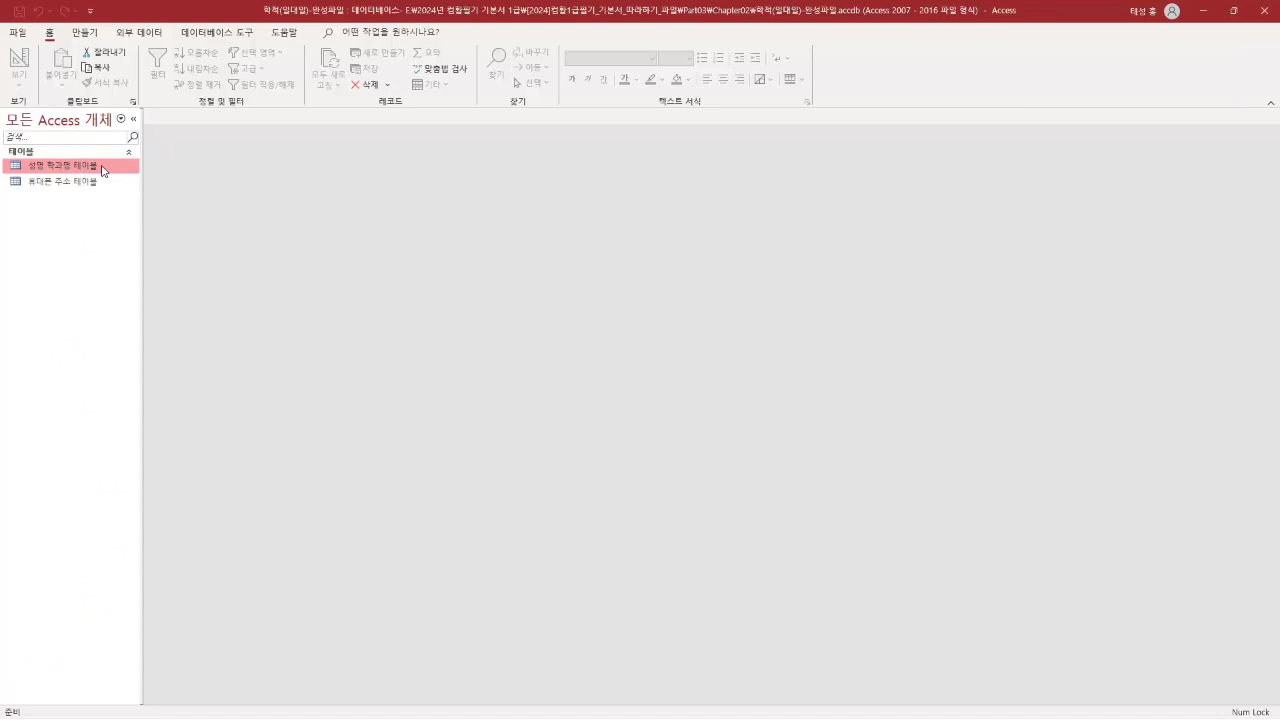 학적(일대일)-완성파일 : 데이터베이스- E:₩2024년 컴활필기 기본서 1급₩[2024]컴활1급필기_기본서_따라하기_파일₩Part03₩Chapter02₩학적(일대일)-완성파일.accdb (Access 2007 - 2016 파일 형식) - Access
태성 홍
파일 홈 만들기 외부 데이터 데이터베이스 도구 도움말 어떤 작업을 원하시나요?
보기
붙여넣기
잘라내기
복사
서식 복사
필터
오름차순
내림차순
정렬 제거
선택 영역
고급
필터 적용/해제
모두 새로 고침
새로 만들기
저장
삭제
요약
맞춤법 검사
기타
찾기
바꾸기
이동
선택
가 가 가 가
보기 클립보드 정렬 및 필터 레코드 찾기 텍스트 서식
모든 Access 개체
검색...
테이블
성명 학과명 테이블
휴대폰 주소 테이블
준비
Num Lock